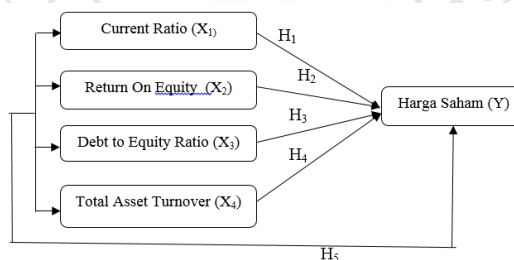 Current Ratio (X1)
H1
Return On Equity (X2)
H2
Harga Saham (Y)
H3
Debt to Equity Ratio (X3)
H4
Total Asset Turnover (X4)
H5